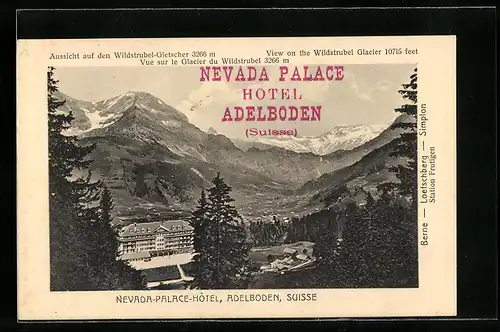 Aussicht auf den Wildstrubel-Gletscher 3266 m
View on the Wildstrubel Glacier 10715 feet
Vue sur le Glacier du Wildstrubel 3266 m
NEVADA PALACE
HOTEL
ADELBODEN
(Suisse)
Berne — Loetschberg — Simplon
Station Frutigen
NEVADA-PALACE-HÔTEL, ADELBODEN, SUISSE